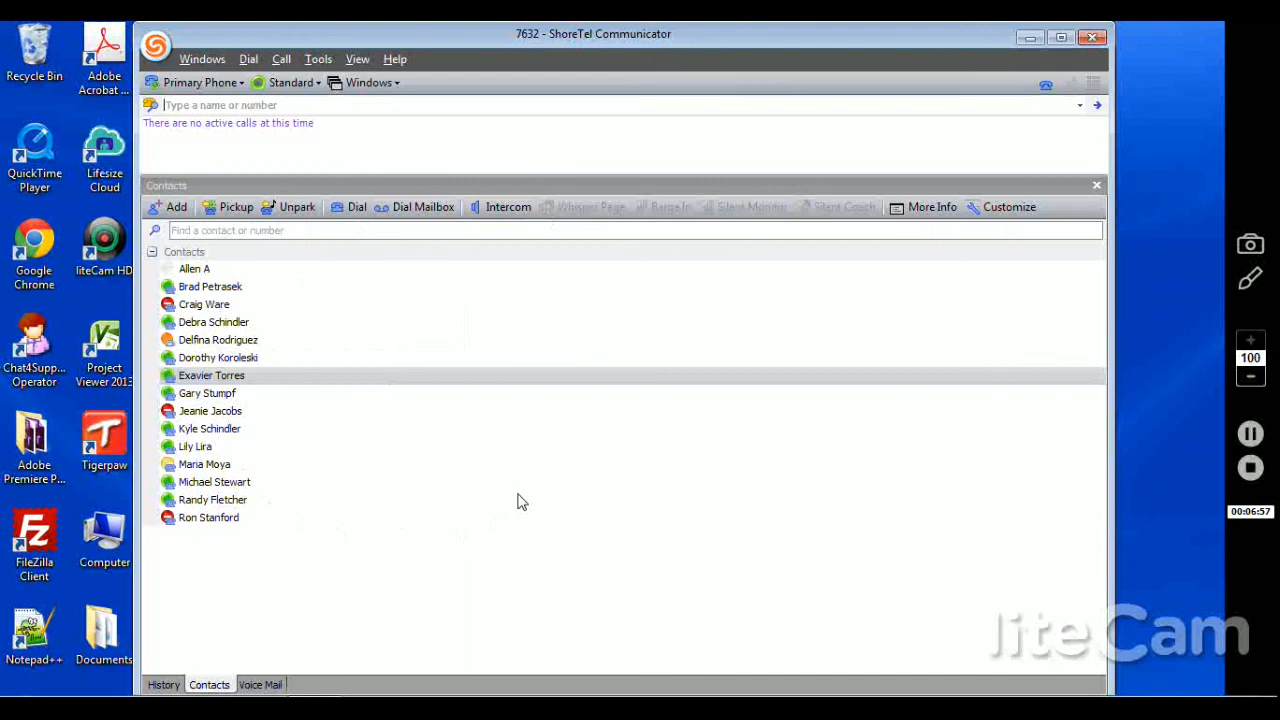 7632 - ShoreTel Communicator
Windows Dial Call Tools View Help
Primary Phone Standard Windows
Type a name or number
There are no active calls at this time
Contacts
Add Pickup Unpark Dial Dial Mailbox Intercom Whisper Page Barge In Silent Monitor Silent Coach More Info Customize
Find a contact or number
Contacts
Allen A
Brad Petrasek
Craig Ware
Debra Schindler
Delfina Rodriguez
Dorothy Koroleski
Exavier Torres
Gary Stumpf
Jeanie Jacobs
Kyle Schindler
Lily Lira
Maria Moya
Michael Stewart
Randy Fletcher
Ron Stanford
History Contacts Voice Mail
Recycle Bin
Adobe
Acrobat ...
QuickTime
Player
Lifesize
Cloud
Google
Chrome
liteCam HD
Chat4Supp...
Operator
Project
Viewer 2013
Adobe
Premiere P...
Tigerpaw
FileZilla
Client
Computer
Notepad++
Documents
100
00:06:57
liteCam